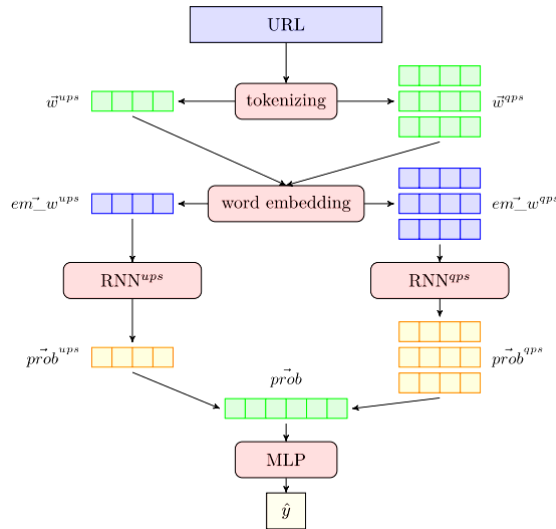 URL
w⃗ᵘᵖˢ tokenizing w⃗^qps
em⃗_w^ups word embedding em⃗_w^qps
RNN^ups RNN^qps
prob⃗^ups prob⃗^qps
prob⃗
MLP
ŷ